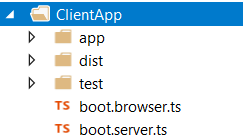 ClientApp
app
dist
test
TS boot.browser.ts
TS boot.server.ts